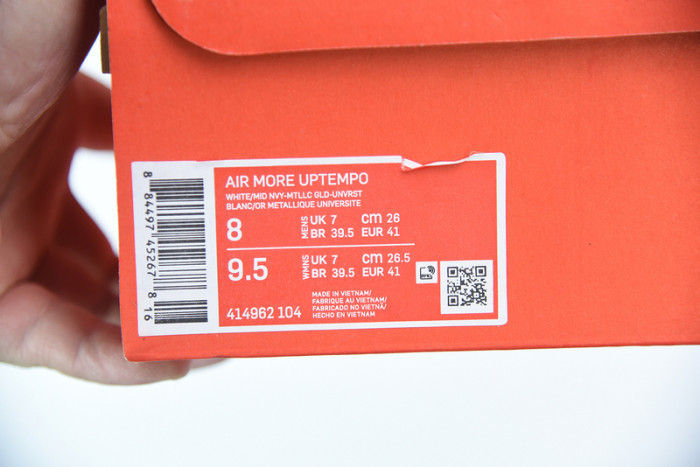 AIR MORE UPTEMPO
WHITE/MID NVY-MTLLC GLD-UNVRST
BLANC/OR METALLIQUE UNIVERSITE
8 MENS UK 7 cm 26
BR 39.5 EUR 41
9.5 WMNS UK 7 cm 26.5
BR 39.5 EUR 41
414962 104
MADE IN VIETNAM/
FABRIQUE AU VIETNAM/
FABRICADO NO VIETNÃ/
HECHO EN VIETNAM
8 84497 45267 8 16